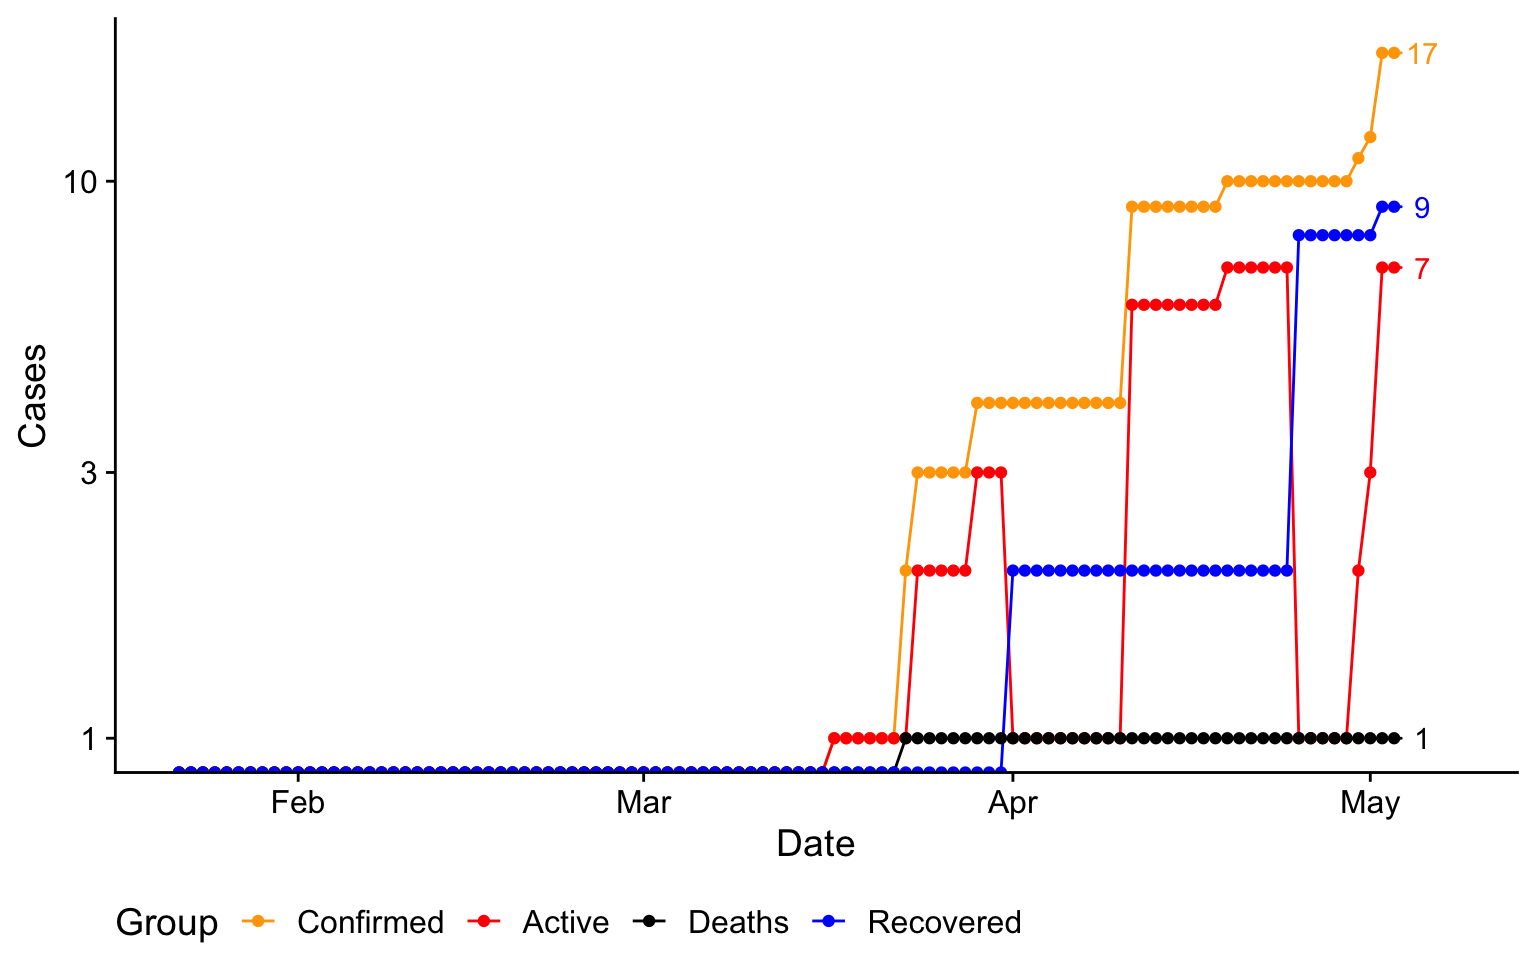 17
10
9
7
Cases
3
1
1
Feb Mar Apr May
Date
Group Confirmed Active Deaths Recovered